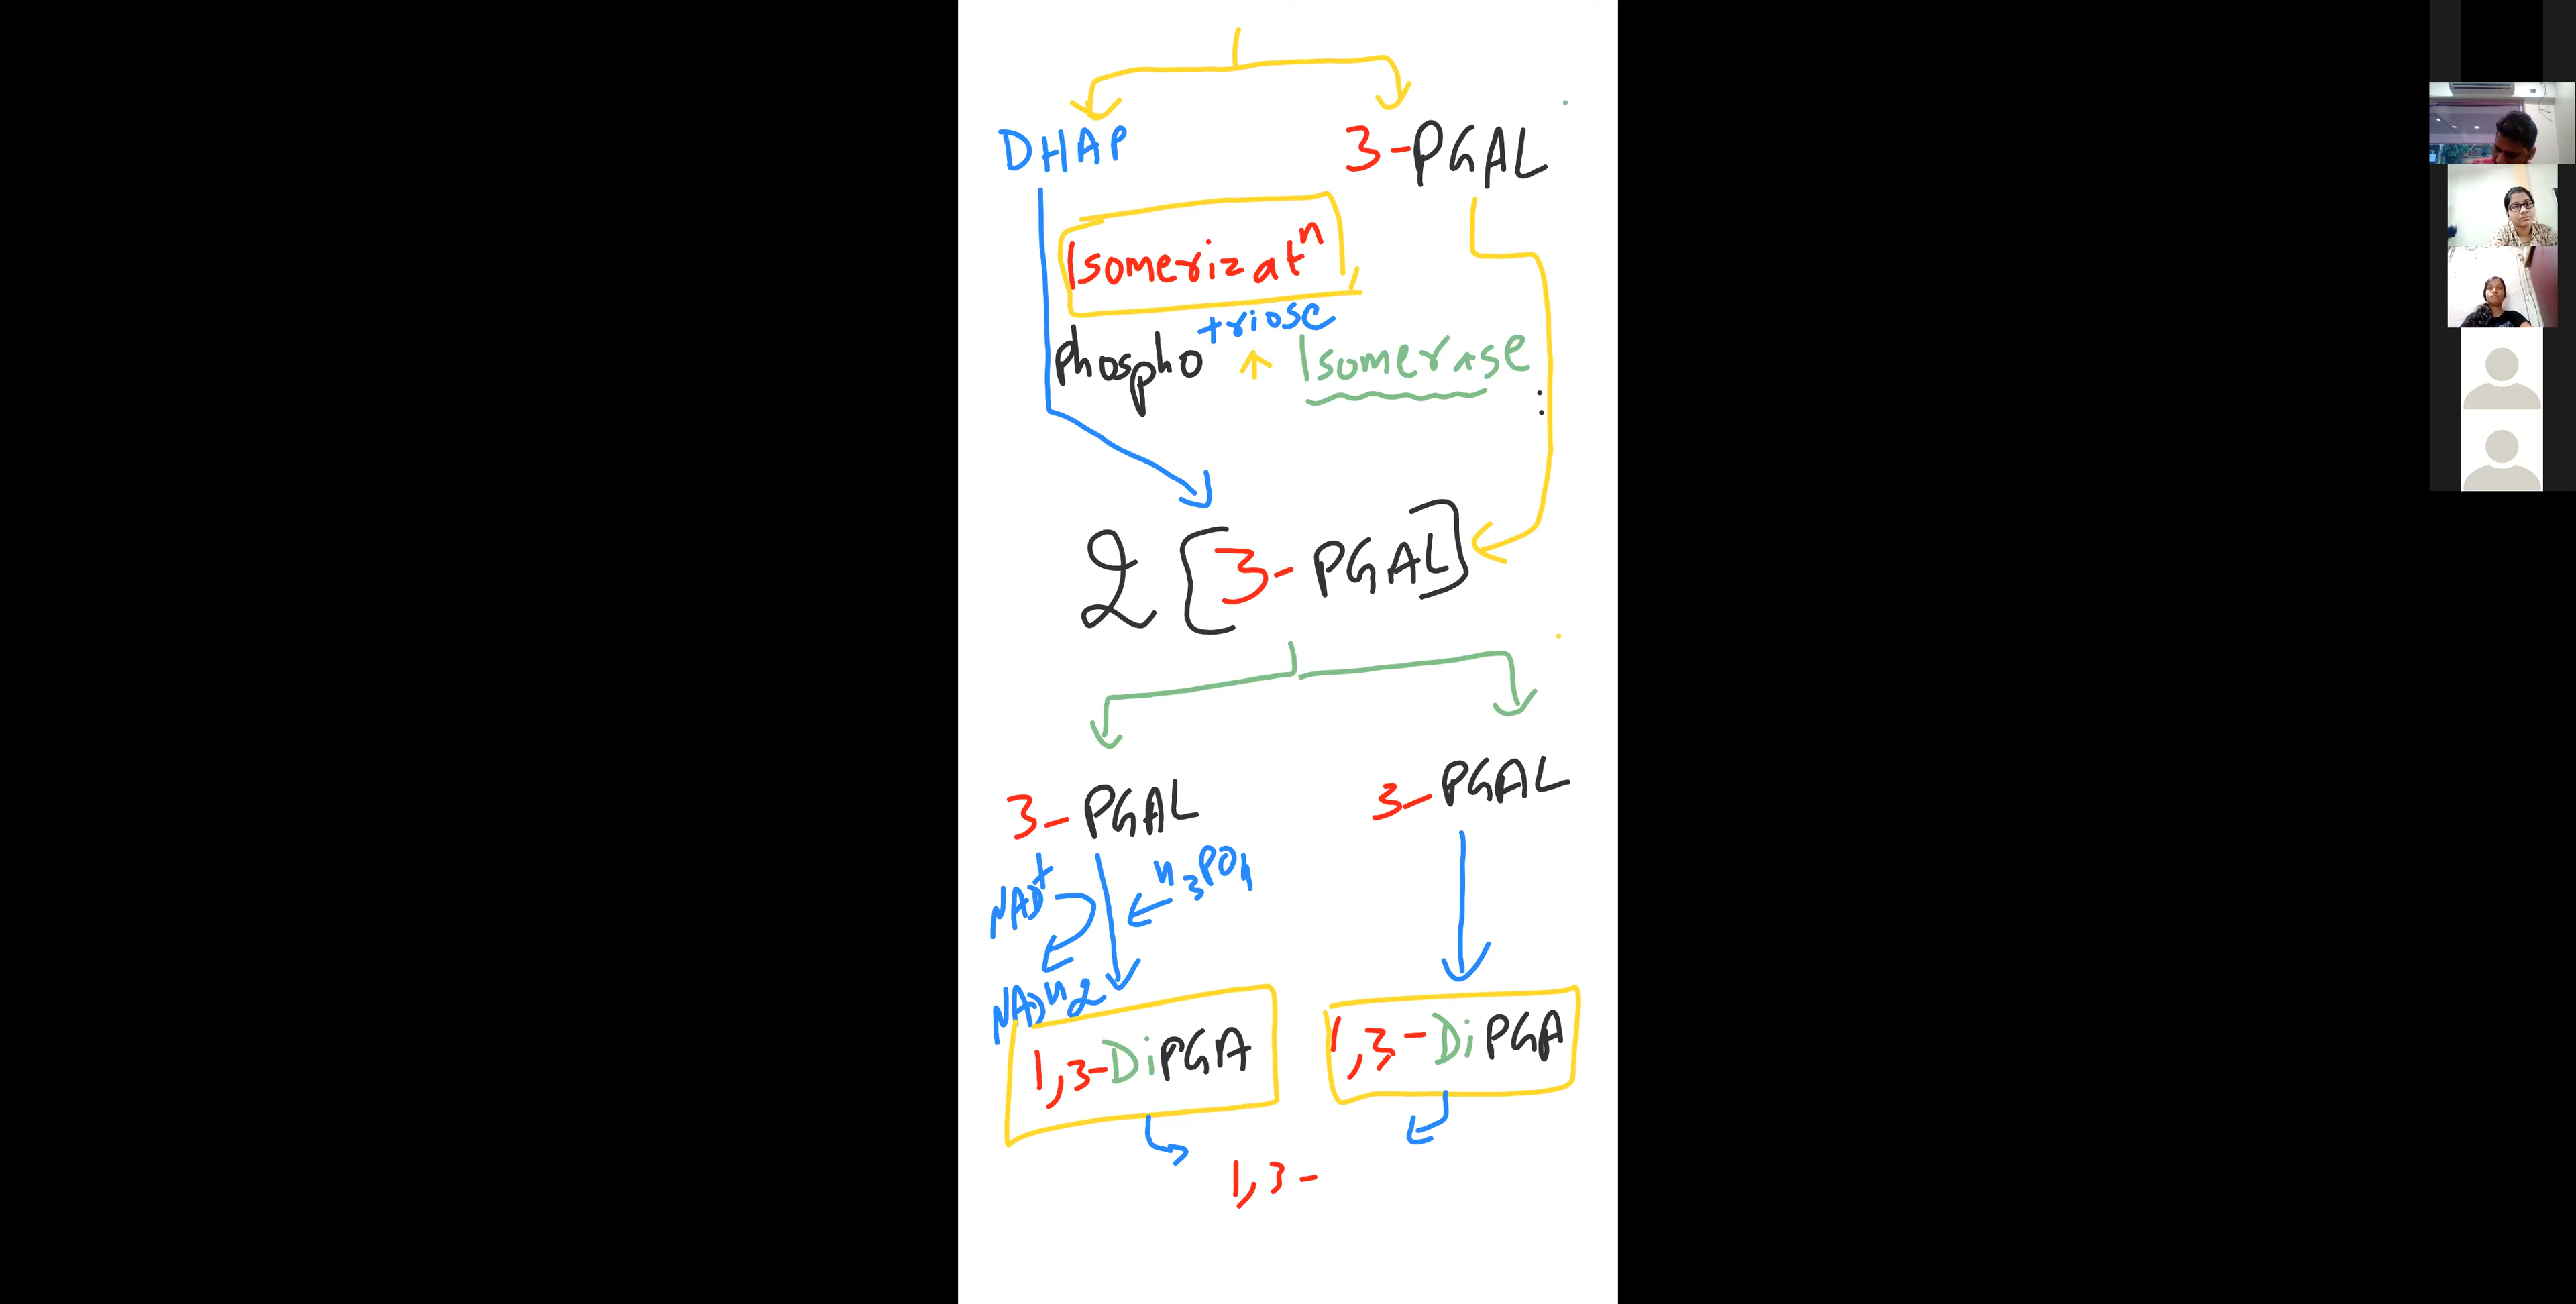 DHAP 3-PGAL
Isomerizatⁿ
triose
phospho ↑ Isomerase
2 [3-PGAL]
3-PGAL 3-PGAL
NAD+ H3PO4
NADH2
1,3-DiPGA 1,3-DiPGA
1,3-